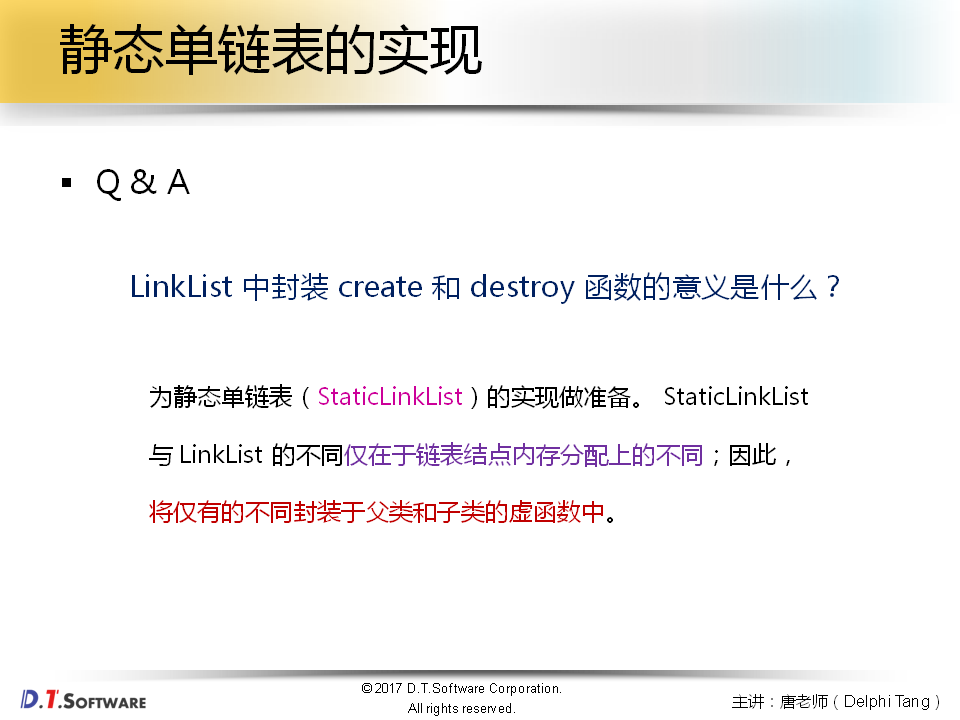 静态单链表的实现
Q & A
LinkList 中封装 create 和 destroy 函数的意义是什么？
为静态单链表（StaticLinkList）的实现做准备。 StaticLinkList
与 LinkList 的不同仅在于链表结点内存分配上的不同；因此，
将仅有的不同封装于父类和子类的虚函数中。
D.T.SOFTWARE
©2017 D.T.Software Corporation.
All rights reserved.
主讲：唐老师（Delphi Tang）